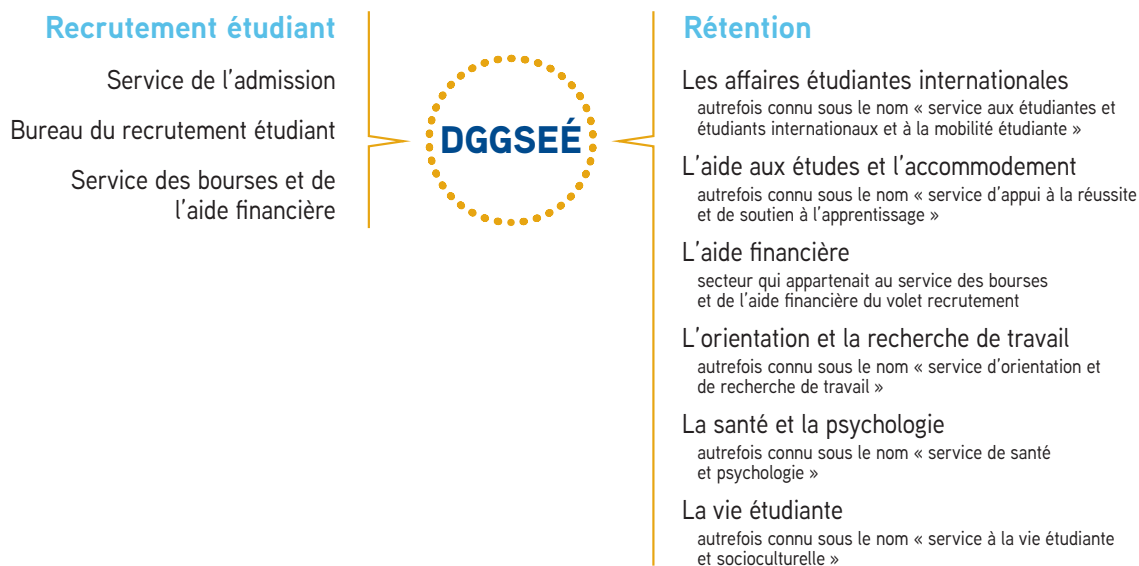 Recrutement étudiant
Service de l’admission
Bureau du recrutement étudiant
Service des bourses et de
l’aide financière
DGGSEÉ
Rétention
Les affaires étudiantes internationales
autrefois connu sous le nom « service aux étudiantes et
étudiants internationaux et à la mobilité étudiante »
L’aide aux études et l’accommodement
autrefois connu sous le nom « service d’appui à la réussite
et de soutien à l’apprentissage »
L’aide financière
secteur qui appartenait au service des bourses
et de l’aide financière du volet recrutement
L’orientation et la recherche de travail
autrefois connu sous le nom « service d’orientation et
de recherche de travail »
La santé et la psychologie
autrefois connu sous le nom « service de santé
et psychologie »
La vie étudiante
autrefois connu sous le nom « service à la vie étudiante
et socioculturelle »